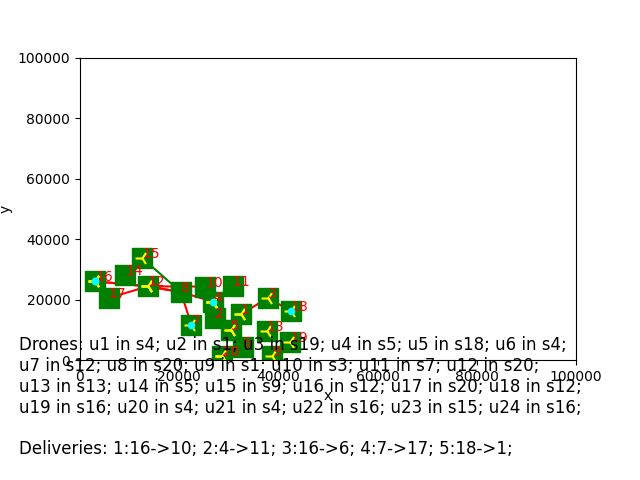 100000
80000
60000
40000
20000
0
y
15
14
10
Drones: u1 in s4; u2 in s1; u3 in s19; u4 in s5; u5 in s18; u6 in s4;
u7 in s12; u8 in s20; u9 in s1; u10 in s3; u11 in s7; u12 in s20;
20000 40000 60000 80000 100000
u13 in s13; u14 in s5; u15 in s9; u16 in s12; u17 in s20; u18 in s12;
x
u19 in s16; u20 in s4; u21 in s4; u22 in s16; u23 in s15; u24 in s16;
Deliveries: 1:16->10; 2:4->11; 3:16->6; 4:7->17; 5:18->1;